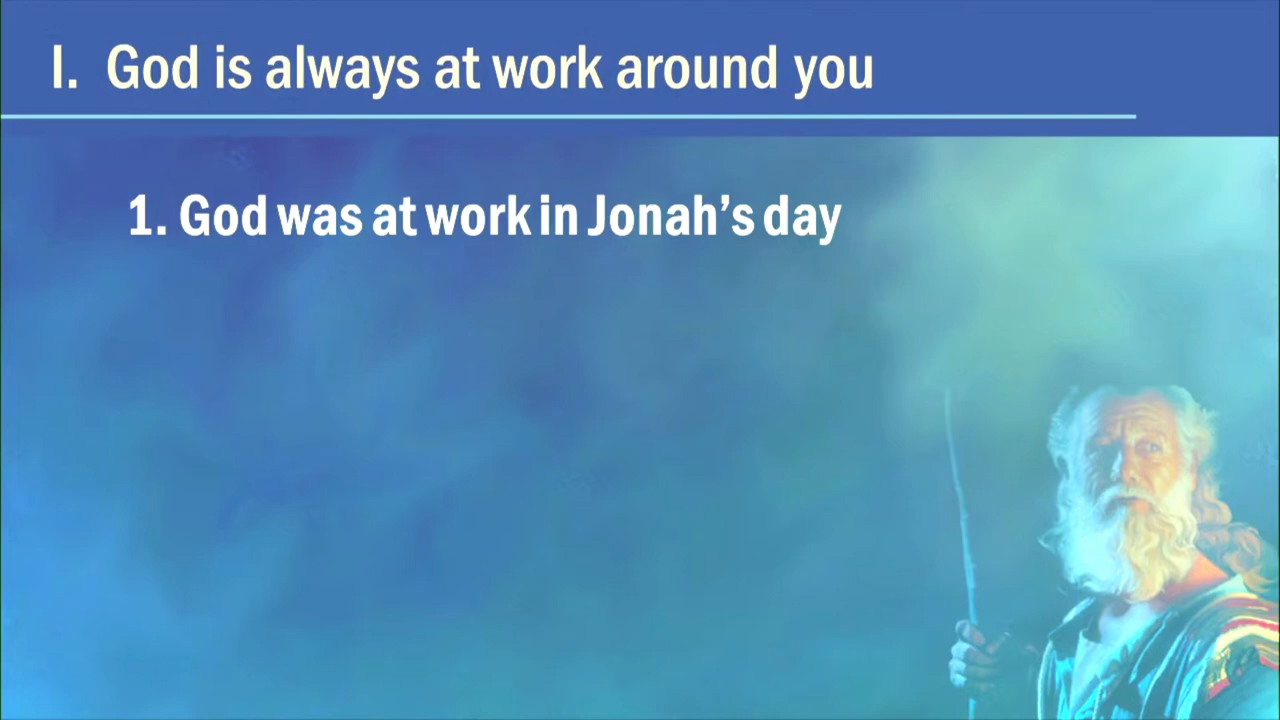 I. God is always at work around you
1. God was at work in Jonah’s day